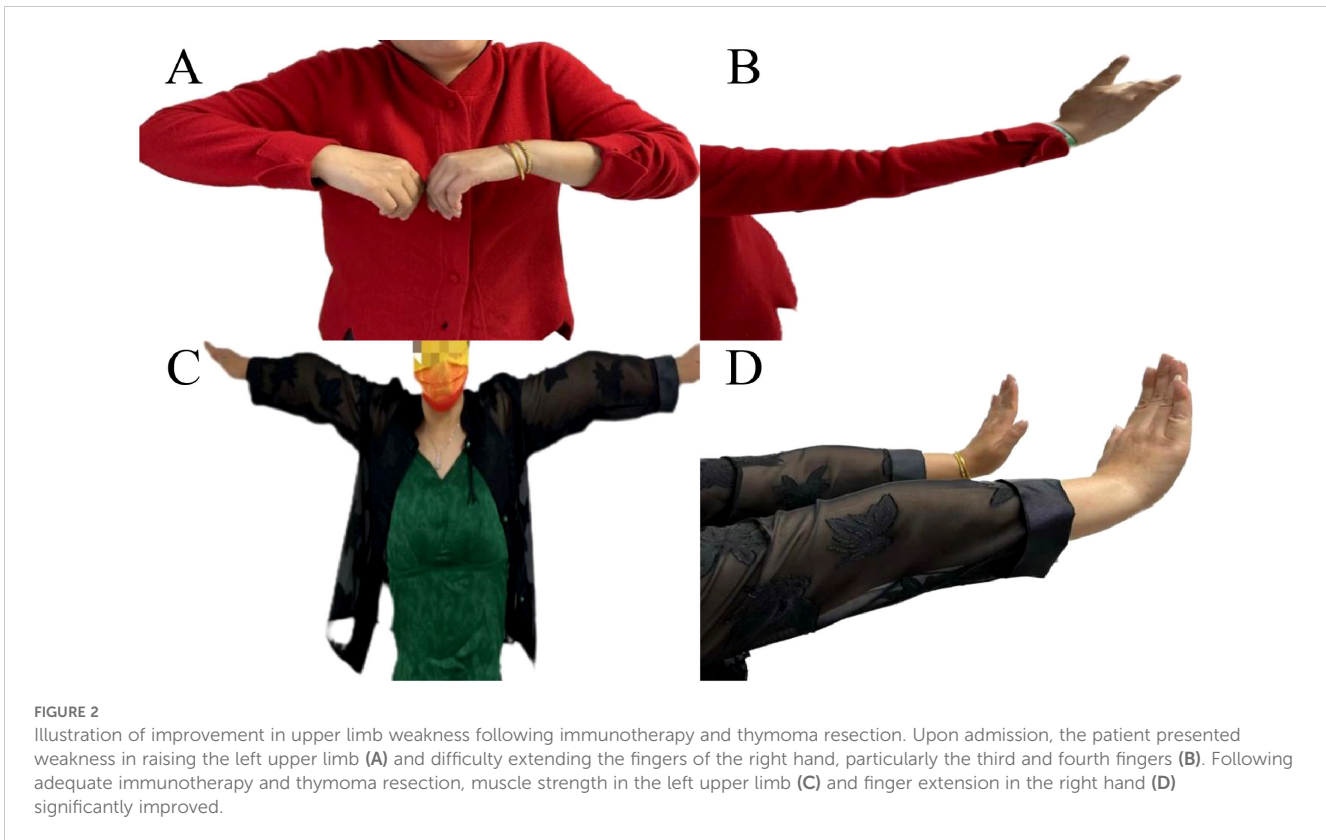 A
B
C
D
FIGURE 2
Illustration of improvement in upper limb weakness following immunotherapy and thymoma resection. Upon admission, the patient presented
weakness in raising the left upper limb (A) and difficulty extending the fingers of the right hand, particularly the third and fourth fingers (B). Following
adequate immunotherapy and thymoma resection, muscle strength in the left upper limb (C) and finger extension in the right hand (D)
significantly improved.